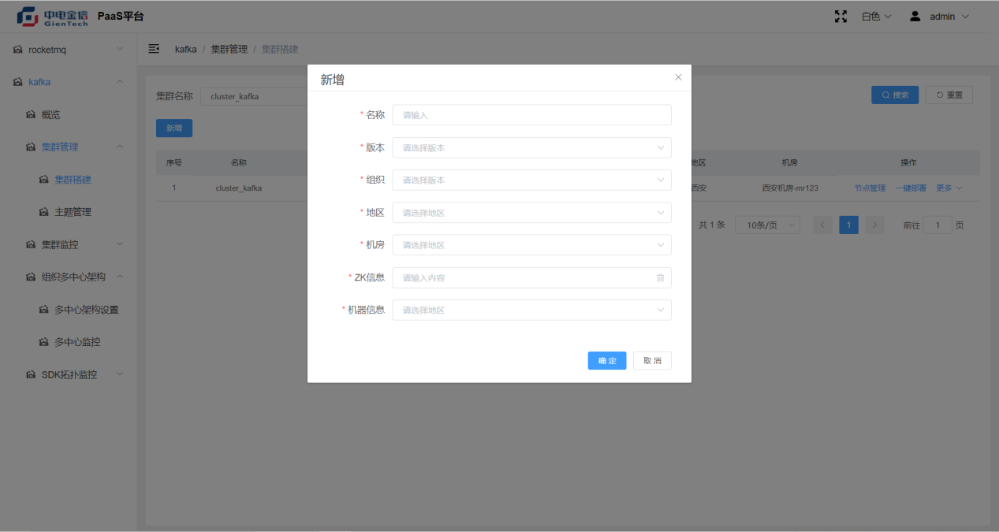 中电金信
GienTech
PaaS平台
白色
admin
rocketmq
kafka
概览
集群管理
集群搭建
主题管理
集群监控
组织多中心架构
多中心架构设置
多中心监控
SDK拓扑监控
kafka / 集群管理 / 集群搭建
集群名称 cluster_kafka
搜索 重置
新增
序号 名称 地区 机房 操作
1 cluster_kafka 西安 西安机房-mr123 节点管理 一键部署 更多
共 1 条 10条/页 < 1 > 前往 1 页
新增 ×
* 名称 请输入
* 版本 请选择版本
* 组织 请选择版本
* 地区 请选择地区
* 机房 请选择地区
* ZK信息 请输入内容
* 机器信息 请选择地区
确 定 取 消